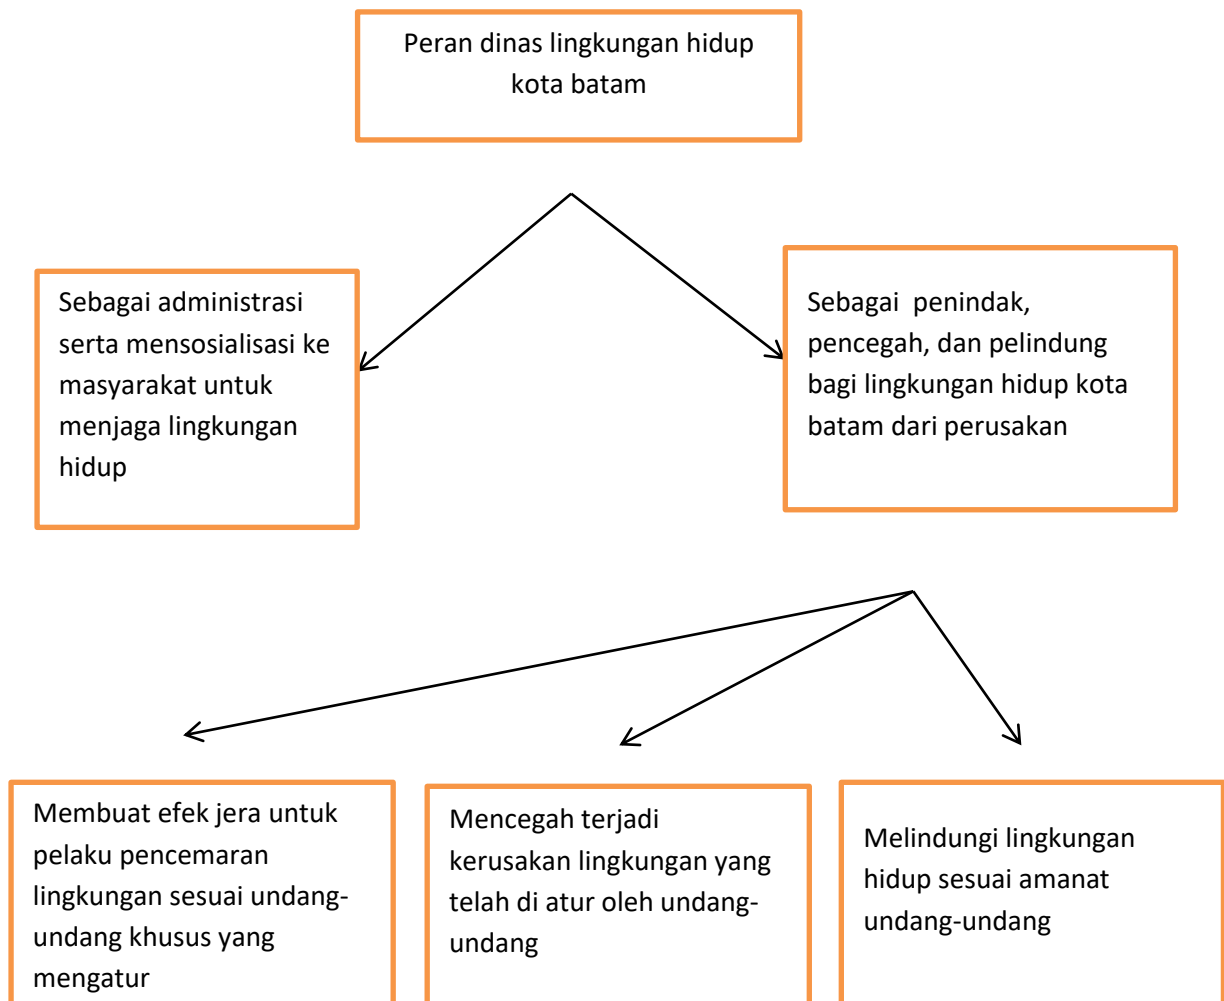 Peran dinas lingkungan hidup
kota batam
Sebagai administrasi
serta mensosialisasi ke
masyarakat untuk
menjaga lingkungan
hidup
Sebagai  penindak,
pencegah, dan pelindung
bagi lingkungan hidup kota
batam dari perusakan
Membuat efek jera untuk
pelaku pencemaran
lingkungan sesuai undang-
undang khusus yang
mengatur
Mencegah terjadi
kerusakan lingkungan yang
telah di atur oleh undang-
undang
Melindungi lingkungan
hidup sesuai amanat
undang-undang